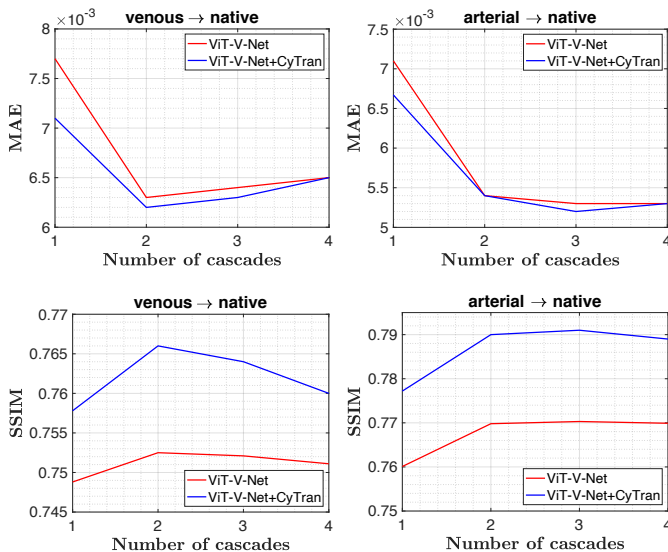 venous → native
×10⁻³
8
7.5
7
6.5
6
MAE
1
2
3
4
Number of cascades
ViT-V-Net
ViT-V-Net+CyTran
arterial → native
×10⁻³
7.5
7
6.5
6
5.5
5
MAE
1
2
3
4
Number of cascades
ViT-V-Net
ViT-V-Net+CyTran
venous → native
0.77
0.765
0.76
0.755
0.75
0.745
SSIM
1
2
3
4
Number of cascades
ViT-V-Net
ViT-V-Net+CyTran
arterial → native
0.79
0.78
0.77
0.76
0.75
SSIM
1
2
3
4
Number of cascades
ViT-V-Net
ViT-V-Net+CyTran